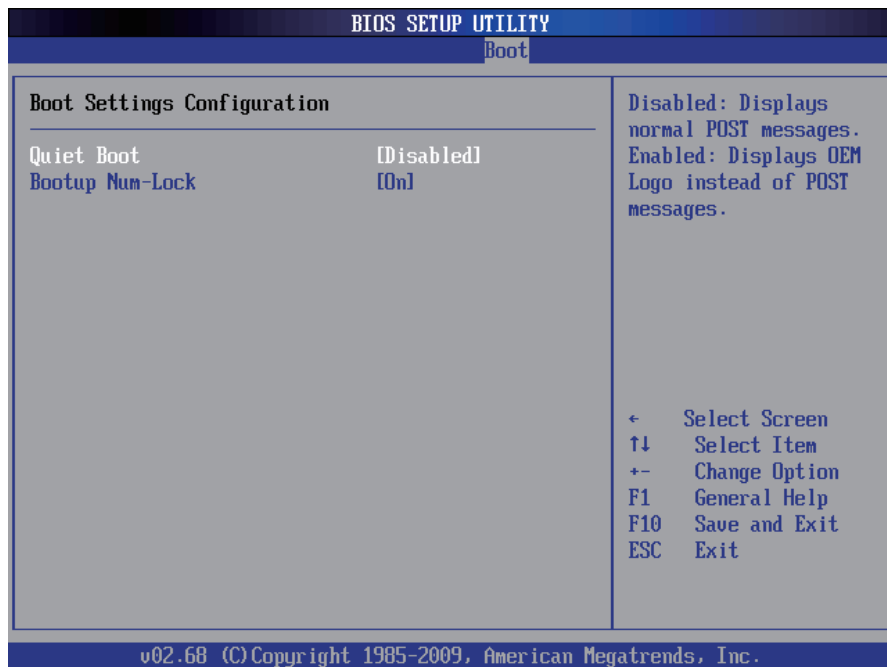 BIOS SETUP UTILITY
Boot
Boot Settings Configuration
Quiet Boot [Disabled]
Bootup Num-Lock [On]
Disabled: Displays
normal POST messages.
Enabled: Displays OEM
Logo instead of POST
messages.
← Select Screen
↑↓ Select Item
+- Change Option
F1 General Help
F10 Save and Exit
ESC Exit
v02.68 (C)Copyright 1985-2009, American Megatrends, Inc.